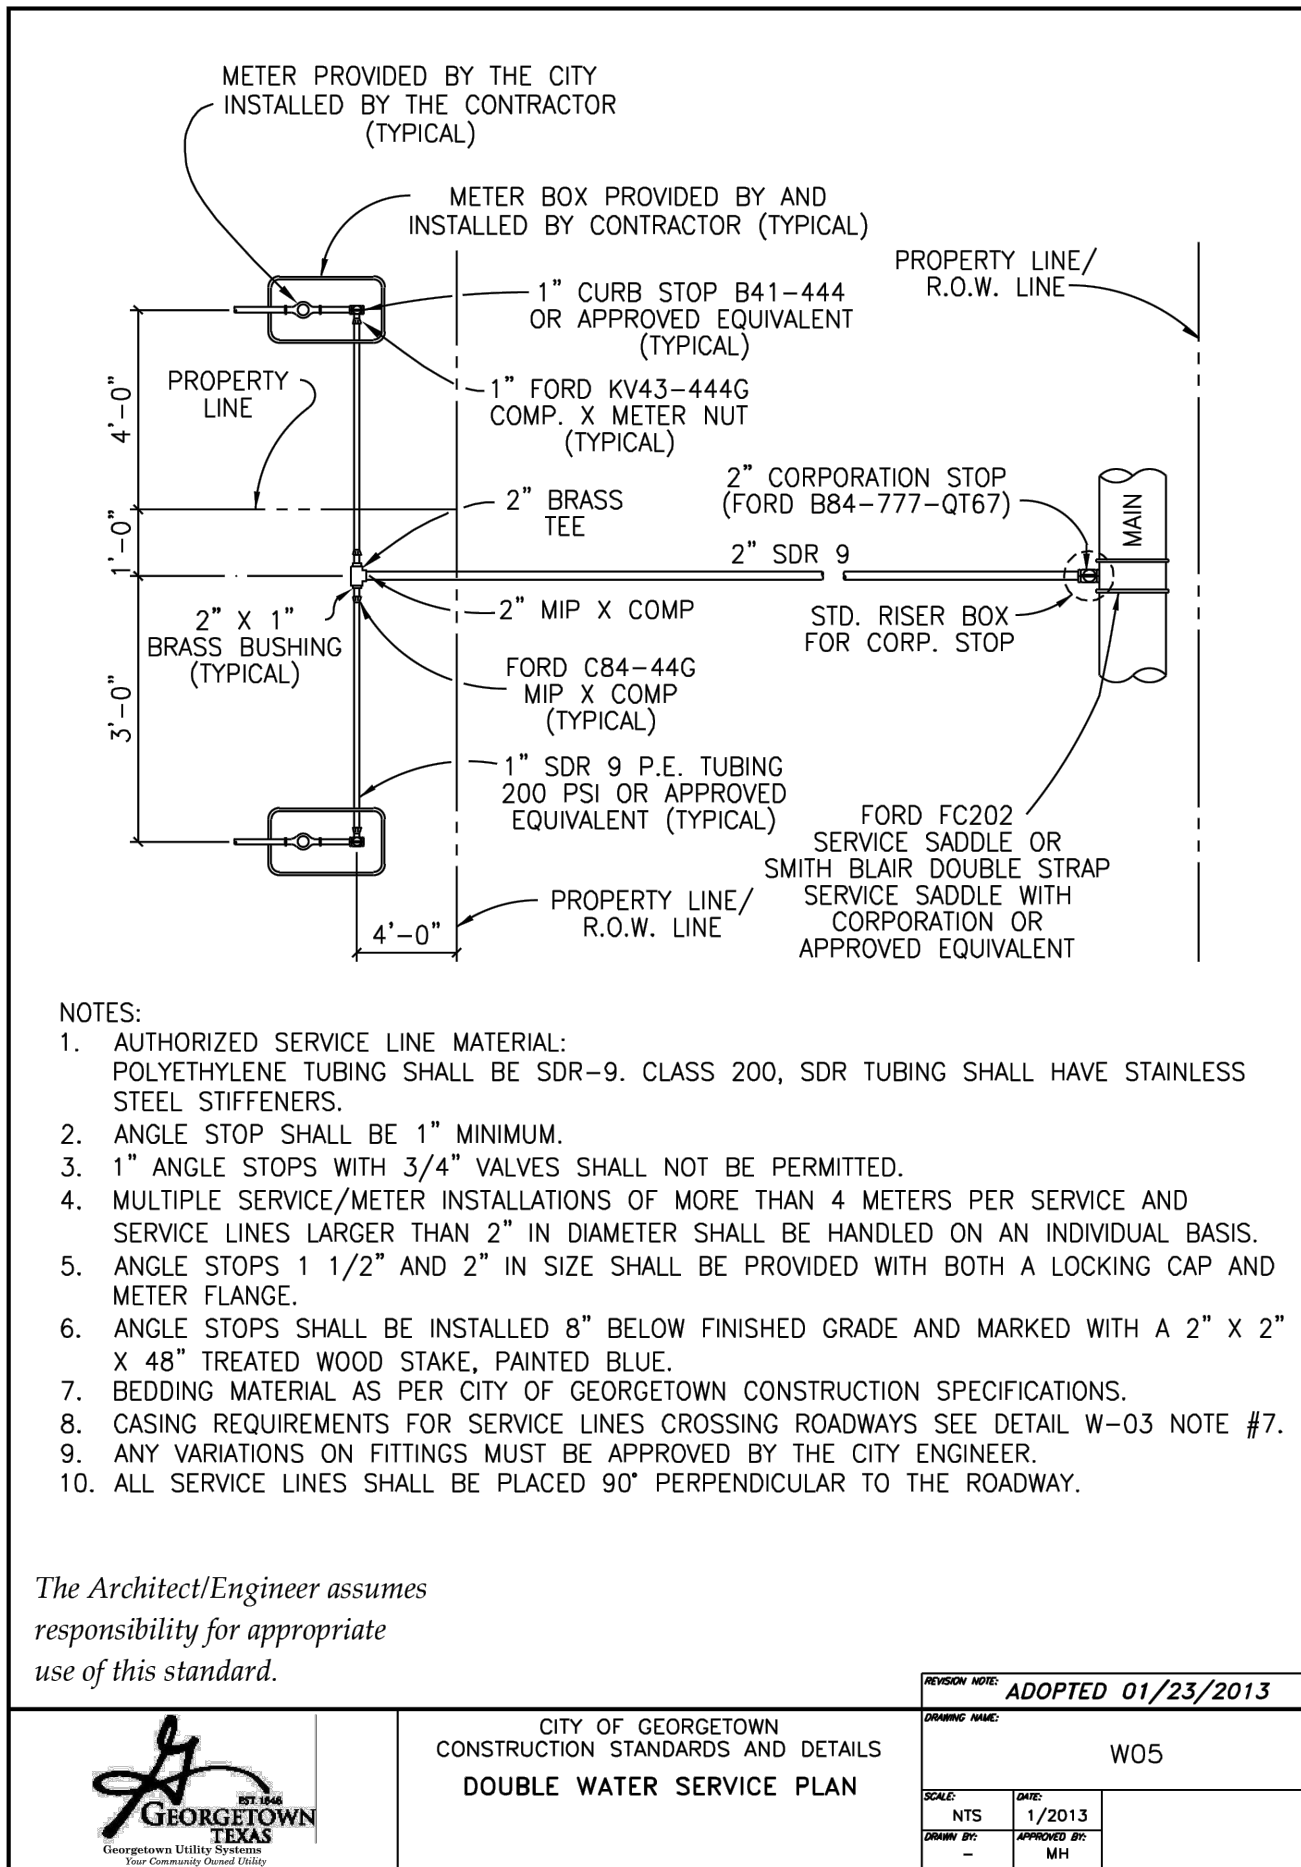 METER PROVIDED BY THE CITY
INSTALLED BY THE CONTRACTOR
(TYPICAL)
METER BOX PROVIDED BY AND
INSTALLED BY CONTRACTOR (TYPICAL)
PROPERTY LINE/
R.O.W. LINE
1" CURB STOP B41-444
OR APPROVED EQUIVALENT
(TYPICAL)
PROPERTY
LINE
4'-0"
1" FORD KV43-444G
COMP. X METER NUT
(TYPICAL)
2" CORPORATION STOP
(FORD B84-777-QT67)
MAIN
2" BRASS
TEE
1'-0"
2" SDR 9
2" X 1"
BRASS BUSHING
(TYPICAL)
2" MIP X COMP
STD. RISER BOX
FOR CORP. STOP
FORD C84-44G
MIP X COMP
(TYPICAL)
3'-0"
1" SDR 9 P.E. TUBING
200 PSI OR APPROVED
EQUIVALENT (TYPICAL)
FORD FC202
SERVICE SADDLE OR
SMITH BLAIR DOUBLE STRAP
SERVICE SADDLE WITH
CORPORATION OR
APPROVED EQUIVALENT
PROPERTY LINE/
R.O.W. LINE
4'-0"
NOTES:
1. AUTHORIZED SERVICE LINE MATERIAL:
POLYETHYLENE TUBING SHALL BE SDR-9. CLASS 200, SDR TUBING SHALL HAVE STAINLESS
STEEL STIFFENERS.
2. ANGLE STOP SHALL BE 1" MINIMUM.
3. 1" ANGLE STOPS WITH 3/4" VALVES SHALL NOT BE PERMITTED.
4. MULTIPLE SERVICE/METER INSTALLATIONS OF MORE THAN 4 METERS PER SERVICE AND
SERVICE LINES LARGER THAN 2" IN DIAMETER SHALL BE HANDLED ON AN INDIVIDUAL BASIS.
5. ANGLE STOPS 1 1/2" AND 2" IN SIZE SHALL BE PROVIDED WITH BOTH A LOCKING CAP AND
METER FLANGE.
6. ANGLE STOPS SHALL BE INSTALLED 8" BELOW FINISHED GRADE AND MARKED WITH A 2" X 2"
X 48" TREATED WOOD STAKE, PAINTED BLUE.
7. BEDDING MATERIAL AS PER CITY OF GEORGETOWN CONSTRUCTION SPECIFICATIONS.
8. CASING REQUIREMENTS FOR SERVICE LINES CROSSING ROADWAYS SEE DETAIL W-03 NOTE #7.
9. ANY VARIATIONS ON FITTINGS MUST BE APPROVED BY THE CITY ENGINEER.
10. ALL SERVICE LINES SHALL BE PLACED 90° PERPENDICULAR TO THE ROADWAY.
The Architect/Engineer assumes
responsibility for appropriate
use of this standard.
REVISION NOTE: ADOPTED 01/23/2013
EST. 1848
GEORGETOWN
TEXAS
Georgetown Utility Systems
Your Community Owned Utility
CITY OF GEORGETOWN
CONSTRUCTION STANDARDS AND DETAILS
DOUBLE WATER SERVICE PLAN
DRAWING NAME:
W05
SCALE:
NTS
DATE:
1/2013
DRAWN BY:
-
APPROVED BY:
MH